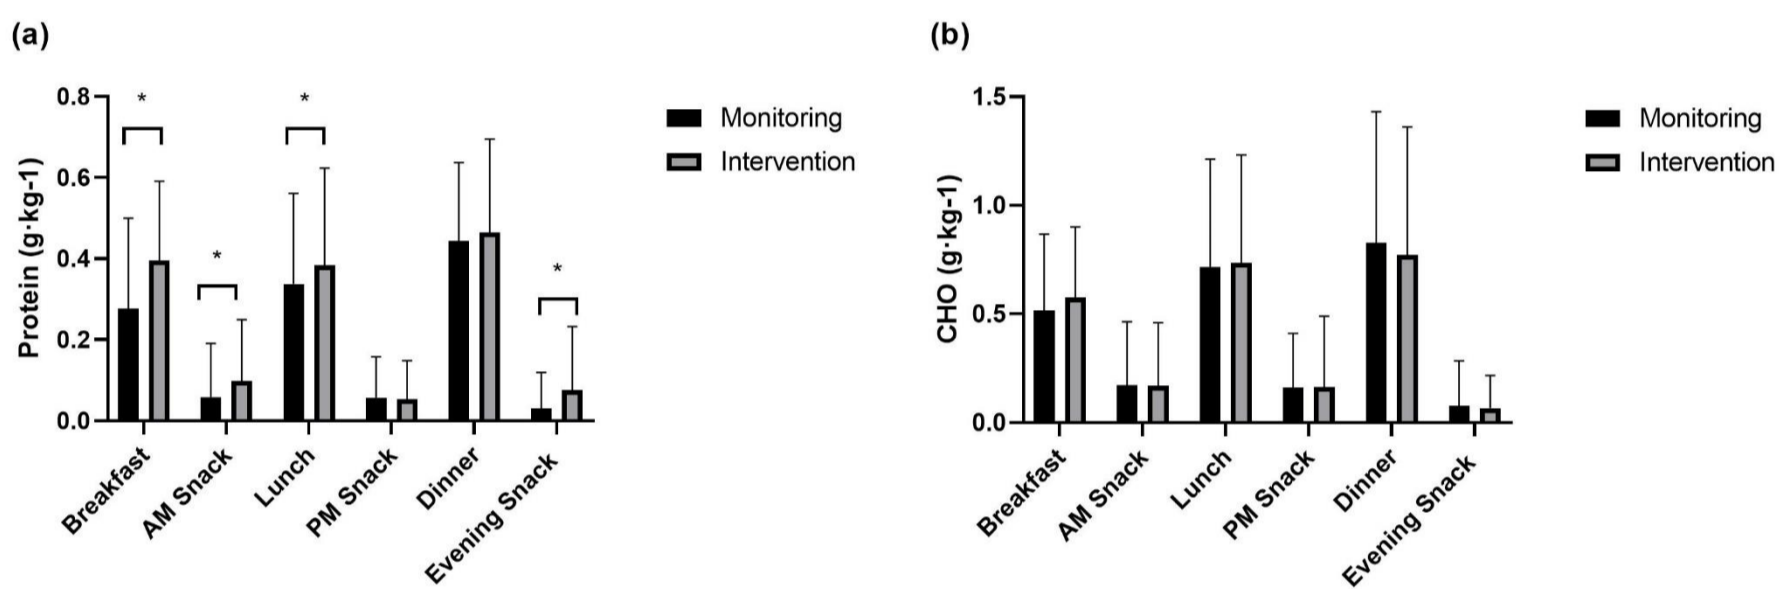 (a)
Protein (g·kg-1)
0.8
0.6
0.4
0.2
0.0
*
*
*
*
Breakfast
AM Snack
Lunch
PM Snack
Dinner
Evening Snack
Monitoring
Intervention
(b)
CHO (g·kg-1)
1.5
1.0
0.5
0.0
Breakfast
AM Snack
Lunch
PM Snack
Dinner
Evening Snack
Monitoring
Intervention